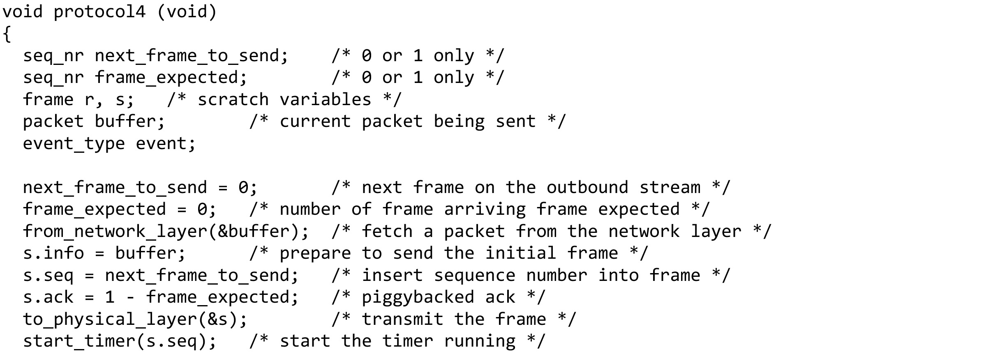 void protocol4 (void)
{
  seq_nr next_frame_to_send;    /* 0 or 1 only */
  seq_nr frame_expected;        /* 0 or 1 only */
  frame r, s;   /* scratch variables */
  packet buffer;        /* current packet being sent */
  event_type event;

  next_frame_to_send = 0;       /* next frame on the outbound stream */
  frame_expected = 0;   /* number of frame arriving frame expected */
  from_network_layer(&buffer);  /* fetch a packet from the network layer */
  s.info = buffer;      /* prepare to send the initial frame */
  s.seq = next_frame_to_send;   /* insert sequence number into frame */
  s.ack = 1 - frame_expected;   /* piggybacked ack */
  to_physical_layer(&s);        /* transmit the frame */
  start_timer(s.seq);   /* start the timer running */